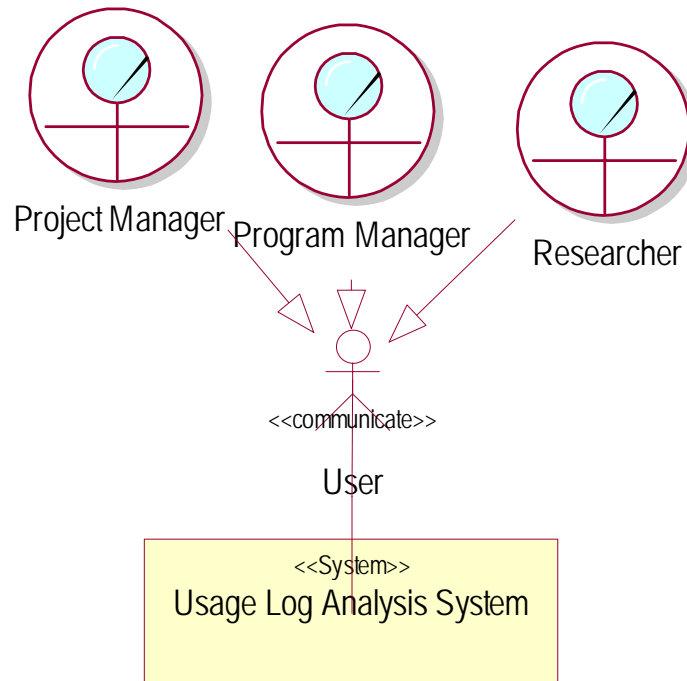 Project Manager
Program Manager
Researcher
<<communicate>>
User
<<System>>
Usage Log Analysis System